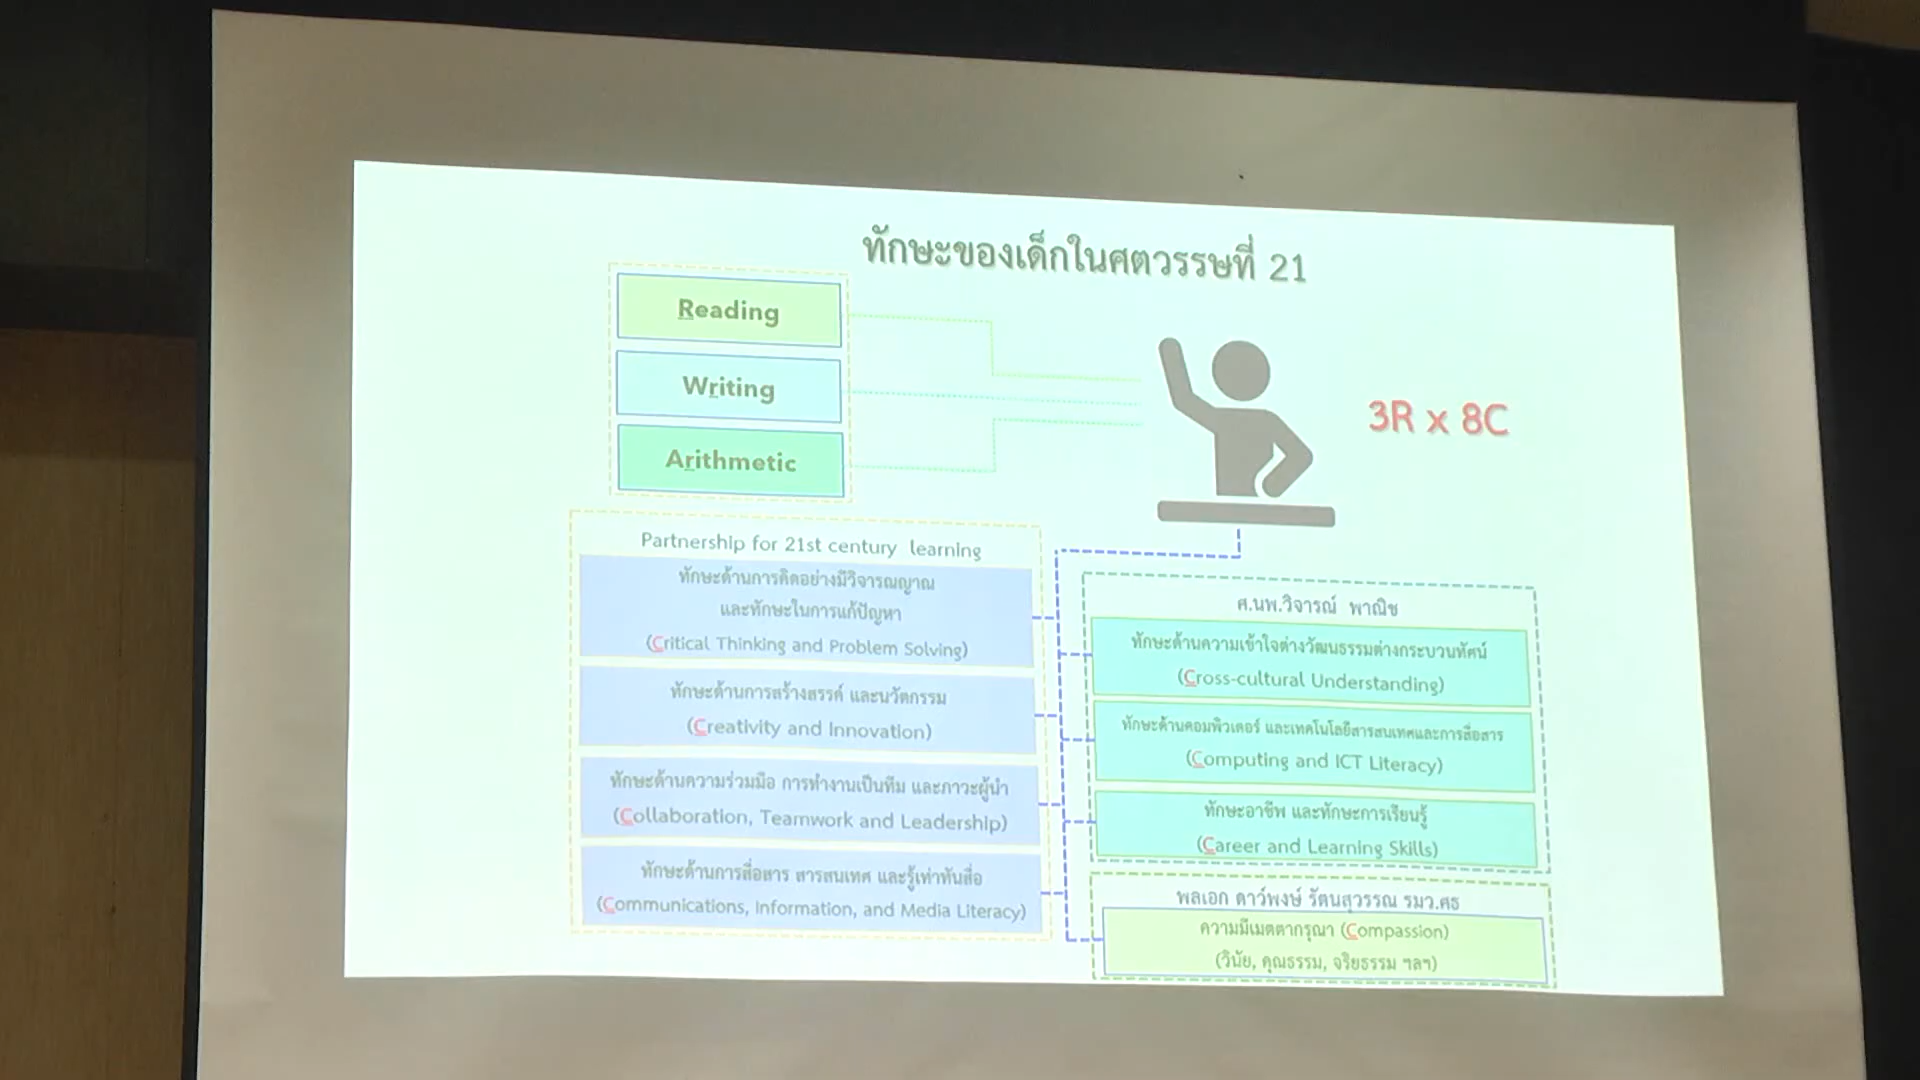 ทักษะของเด็กในศตวรรษที่ 21
Reading
Writing
Arithmetic
3R x 8C
Partnership for 21st century learning
ทักษะด้านการคิดอย่างมีวิจารณญาณ
และทักษะในการแก้ปัญหา
(Critical Thinking and Problem Solving)
ทักษะด้านการสร้างสรรค์ และนวัตกรรม
(Creativity and Innovation)
ทักษะด้านความร่วมมือ การทำงานเป็นทีม และภาวะผู้นำ
(Collaboration, Teamwork and Leadership)
ทักษะด้านการสื่อสาร สารสนเทศ และรู้เท่าทันสื่อ
(Communications, Information, and Media Literacy)
ศ.นพ.วิจารณ์ พาณิช
ทักษะด้านความเข้าใจต่างวัฒนธรรมต่างกระบวนทัศน์
(Cross-cultural Understanding)
ทักษะด้านคอมพิวเตอร์ และเทคโนโลยีสารสนเทศและการสื่อสาร
(Computing and ICT Literacy)
ทักษะอาชีพ และทักษะการเรียนรู้
(Career and Learning Skills)
พลเอก ดาว์พงษ์ รัตนสุวรรณ รมว.ศธ
ความมีเมตตากรุณา (Compassion)
(วินัย, คุณธรรม, จริยธรรม ฯลฯ)